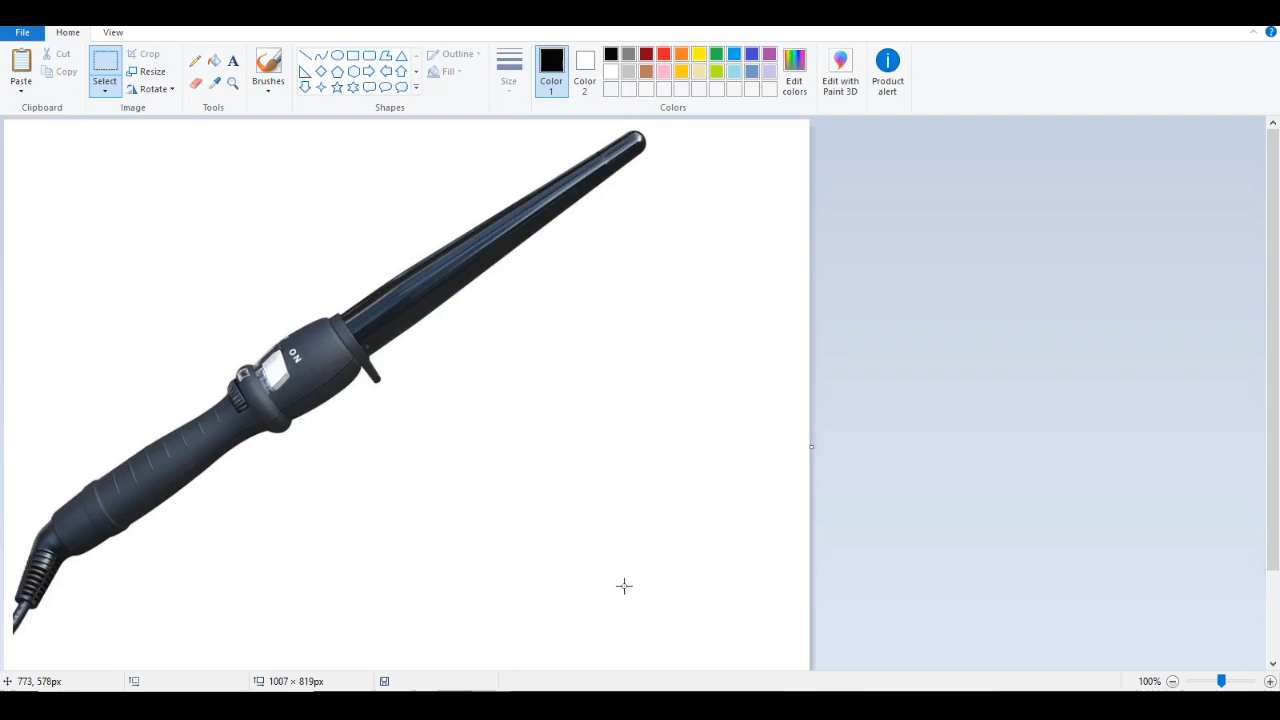 File Home View
Cut Crop Outline
Copy Resize Fill
Paste Select Rotate Brushes Size Color 1 Color 2 Edit colors Edit with Paint 3D Product alert
Clipboard Image Tools Shapes Colors
A
ON
773, 578px 1007 × 819px 100%